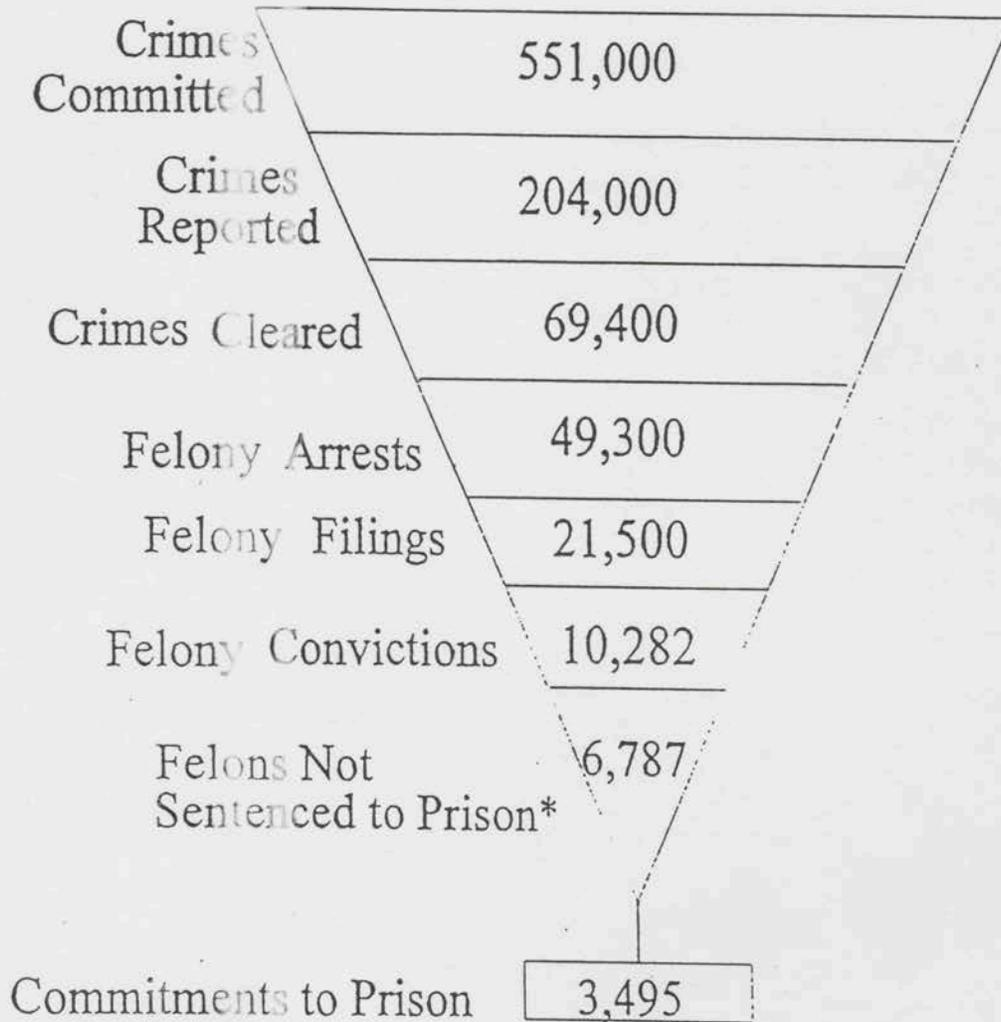 Crimes
Committed
551,000
Crimes
Reported
204,000
Crimes Cleared
69,400
Felony Arrests
49,300
Felony Filings
21,500
Felony Convictions
10,282
Felons Not
Sentenced to Prison*
6,787
Commitments to Prison
3,495